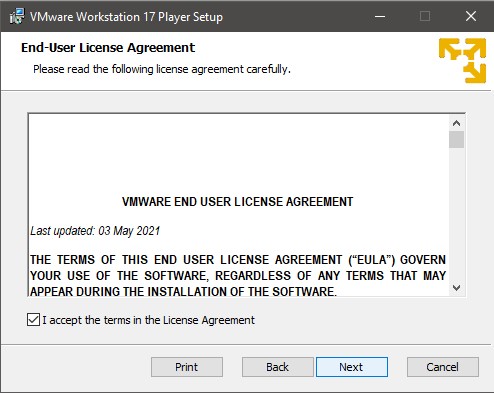 VMware Workstation 17 Player Setup
End-User License Agreement
Please read the following license agreement carefully.
VMWARE END USER LICENSE AGREEMENT
Last updated: 03 May 2021
THE TERMS OF THIS END USER LICENSE AGREEMENT (“EULA”) GOVERN
YOUR USE OF THE SOFTWARE, REGARDLESS OF ANY TERMS THAT MAY
APPEAR DURING THE INSTALLATION OF THE SOFTWARE.
I accept the terms in the License Agreement
Print Back Next Cancel